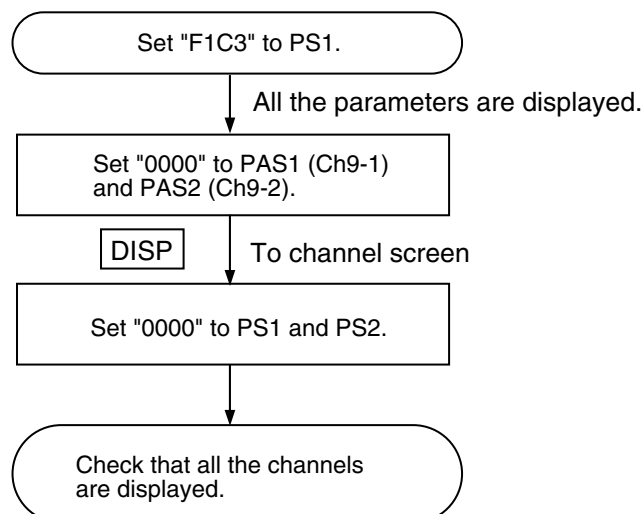 Set "F1C3" to PS1.
All the parameters are displayed.
Set "0000" to PAS1 (Ch9-1)
and PAS2 (Ch9-2).
DISP
To channel screen
Set "0000" to PS1 and PS2.
Check that all the channels
are displayed.